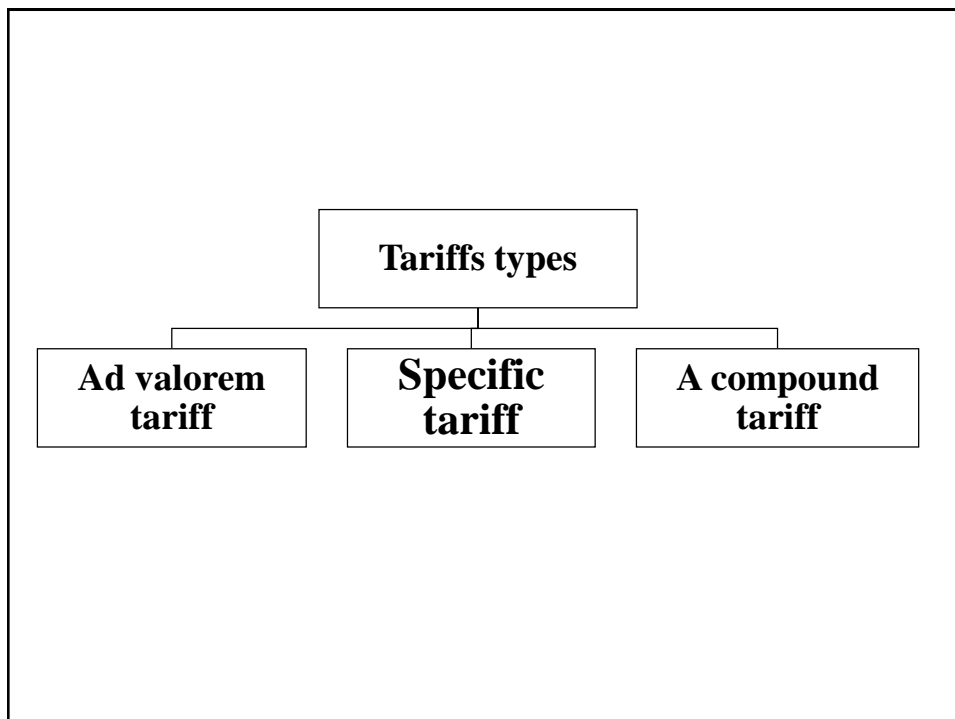 Tariffs types
Ad valorem
tariff
Specific
tariff
A compound
tariff